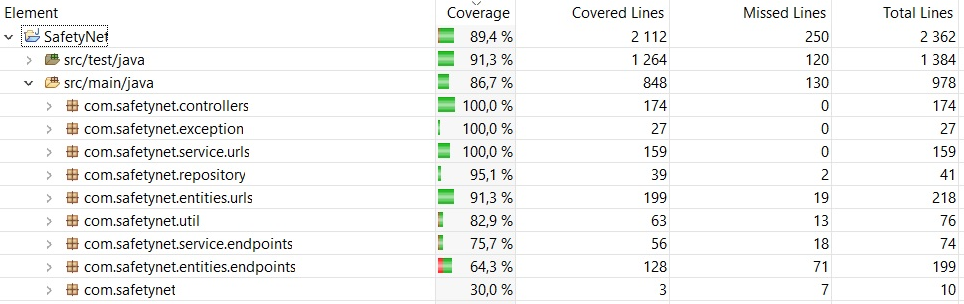 Element Coverage Covered Lines Missed Lines Total Lines
SafetyNet 89,4 % 2 112 250 2 362
src/test/java 91,3 % 1 264 120 1 384
src/main/java 86,7 % 848 130 978
com.safetynet.controllers 100,0 % 174 0 174
com.safetynet.exception 100,0 % 27 0 27
com.safetynet.service.urls 100,0 % 159 0 159
com.safetynet.repository 95,1 % 39 2 41
com.safetynet.entities.urls 91,3 % 199 19 218
com.safetynet.util 82,9 % 63 13 76
com.safetynet.service.endpoints 75,7 % 56 18 74
com.safetynet.entities.endpoints 64,3 % 128 71 199
com.safetynet 30,0 % 3 7 10